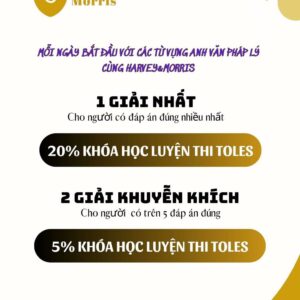 Morris
MỖI NGÀY BẮT ĐẦU VỚI CÁC TỪ VỰNG ANH VĂN PHÁP LÝ
CÙNG HARVEY&MORRIS
1 GIẢI NHẤT
Cho người có đáp án đúng nhiều nhất
20% KHÓA HỌC LUYỆN THI TOLES
2 GIẢI KHUYẾN KHÍCH
Cho người có trên 5 đáp án đúng
5% KHÓA HỌC LUYỆN THI TOLES